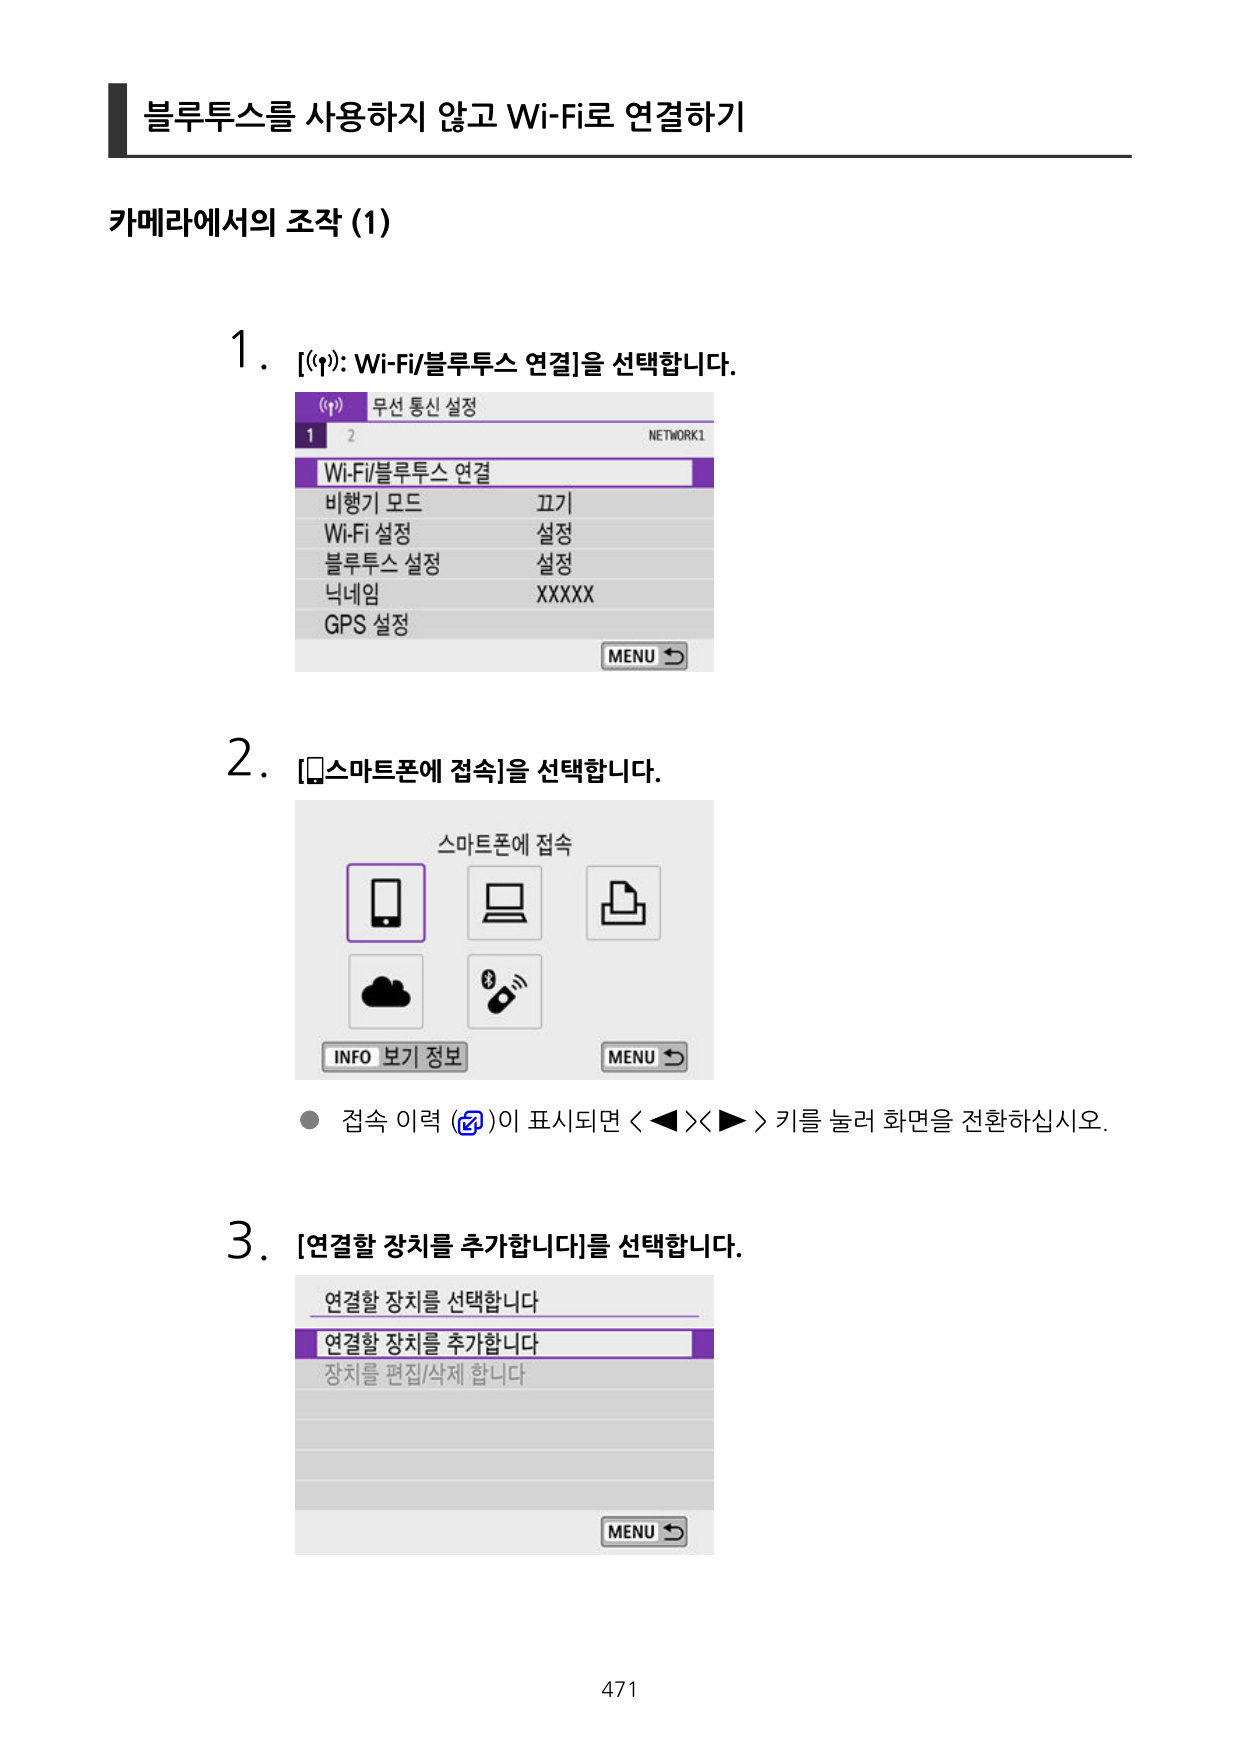 블루투스를 사용하지 않고 Wi-Fi로 연결하기
카메라에서의 조작 (1)
1. [: Wi-Fi/블루투스 연결]을 선택합니다.
무선 통신 설정
1 2 NETWORK1
Wi-Fi/블루투스 연결
비행기 모드 끄기
Wi-Fi 설정 설정
블루투스 설정 설정
닉네임 XXXXX
GPS 설정
MENU
2. [스마트폰에 접속]을 선택합니다.
스마트폰에 접속
INFO 보기 정보 MENU
● 접속 이력 ( )이 표시되면 < ◀ >< ▶ > 키를 눌러 화면을 전환하십시오.
3. [연결할 장치를 추가합니다]를 선택합니다.
연결할 장치를 선택합니다
연결할 장치를 추가합니다
장치를 편집/삭제 합니다
MENU
471